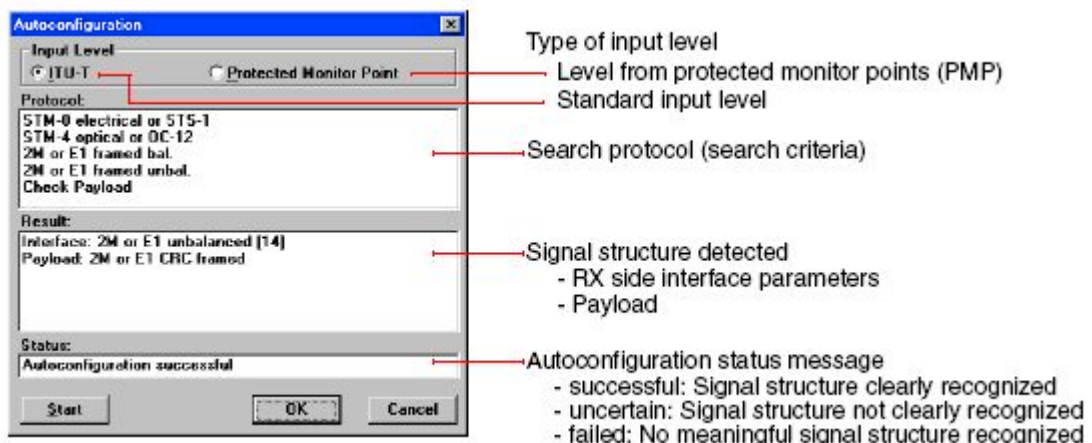 Autoconfiguration
Input Level
ITU-T
Protected Monitor Point
Protocol:
STM-0 electrical or STS-1
STM-4 optical or OC-12
2M or E1 framed bal.
2M or E1 framed unbal.
Check Payload
Result:
Interface: 2M or E1 unbalanced [14]
Payload: 2M or E1 CRC framed
Status:
Autoconfiguration successful
Start
OK
Cancel
Type of input level
Level from protected monitor points (PMP)
Standard input level
Search protocol (search criteria)
Signal structure detected
- RX side interface parameters
- Payload
Autoconfiguration status message
- successful: Signal structure clearly recognized
- uncertain: Signal structure not clearly recognized
- failed: No meaningful signal structure recognized